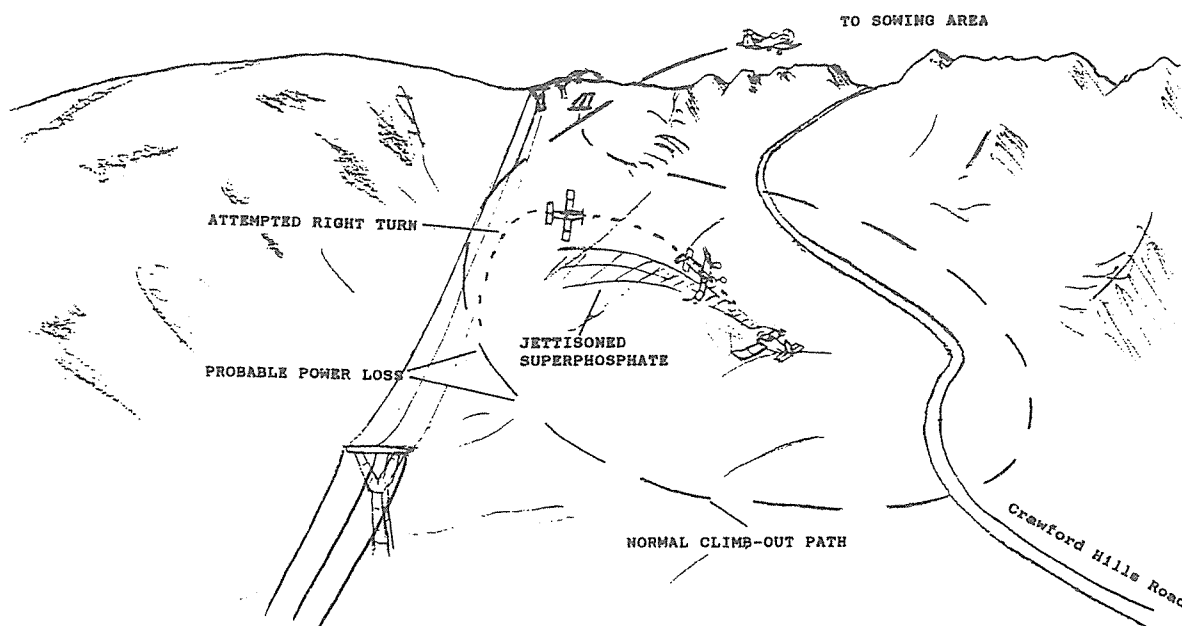 TO SOWING AREA
ATTEMPTED RIGHT TURN
JETTISONED
SUPERPHOSPHATE
PROBABLE POWER LOSS
NORMAL CLIMB-OUT PATH
Crawford Hills Road